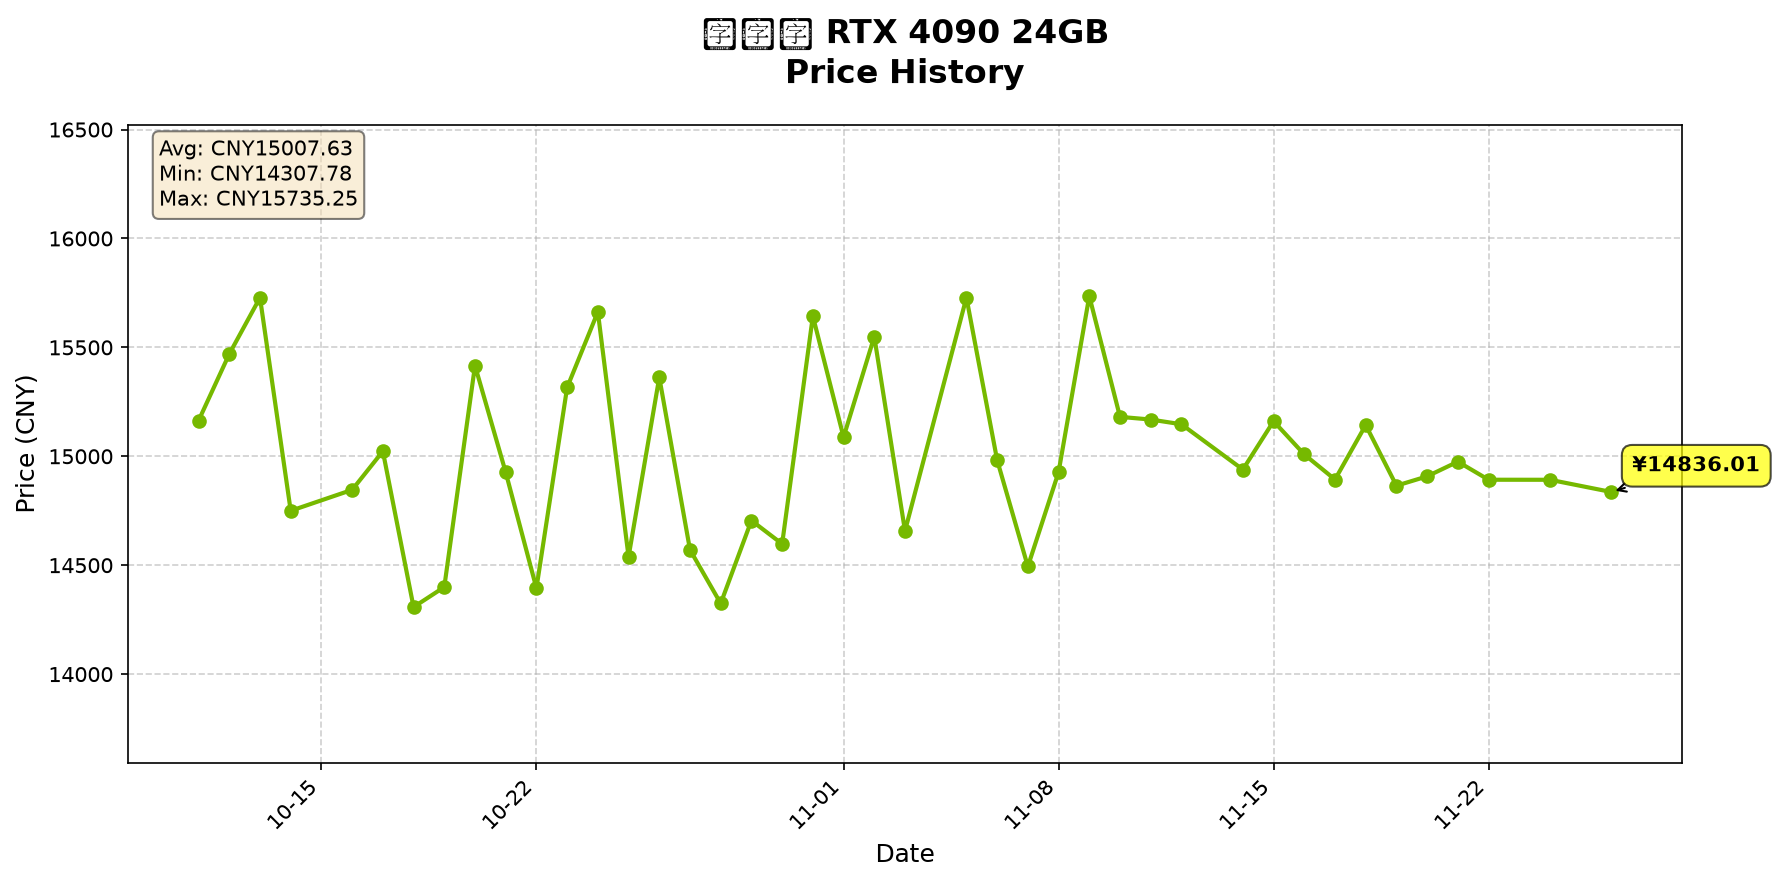 RTX 4090 24GB
Price History
Avg: CNY15007.63
Min: CNY14307.78
Max: CNY15735.25
Price (CNY)
16500
16000
15500
15000
14500
14000
¥14836.01
10-15
10-22
11-01
11-08
11-15
11-22
Date